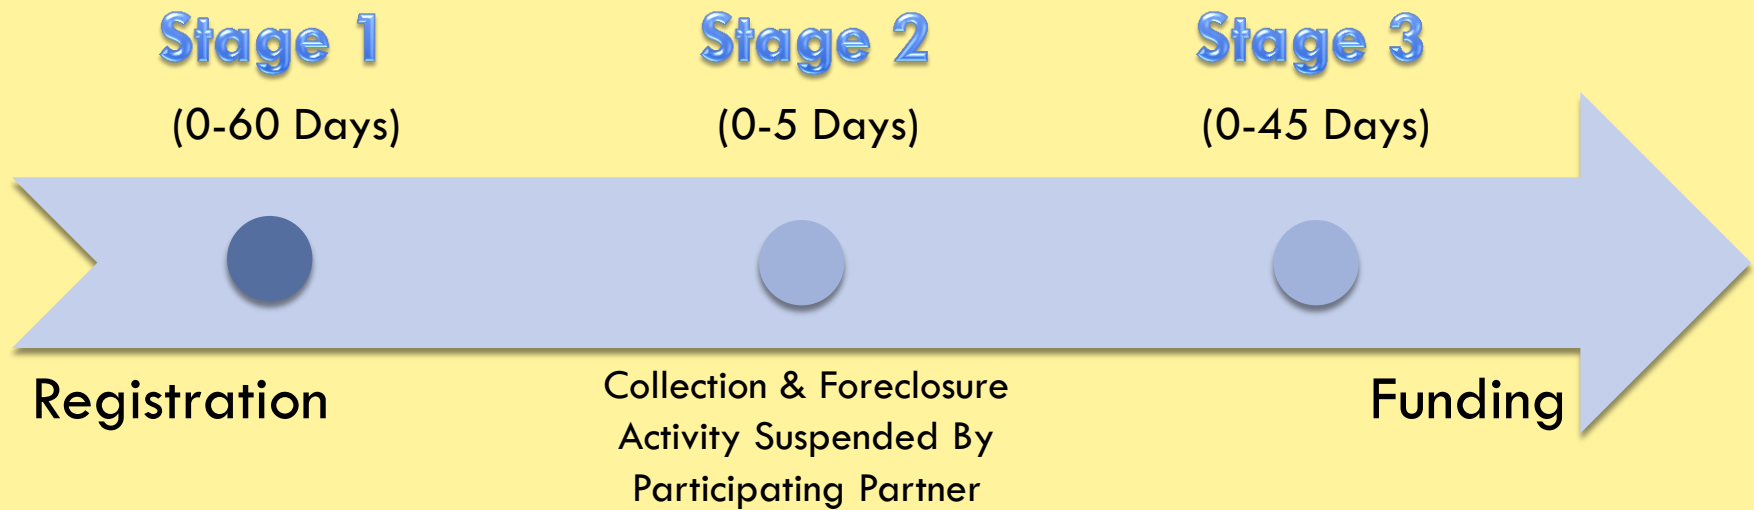 Stage 1
Stage 2
Stage 3
(0-60 Days)
(0-5 Days)
(0-45 Days)
Registration
Collection & Foreclosure
Activity Suspended By
Participating Partner
Funding